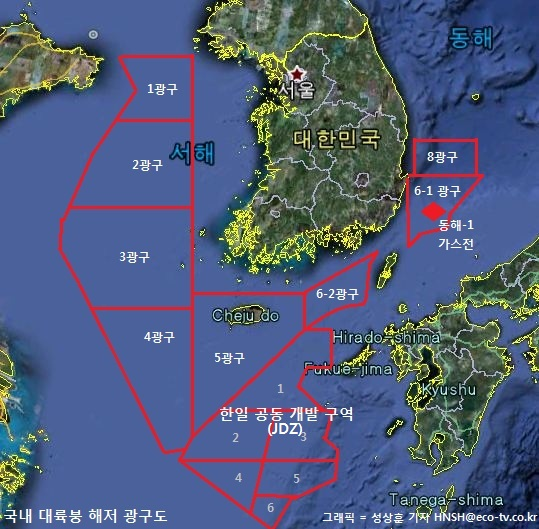 동해
1광구
서울
대한민국
2광구
서해
8광구
6-1 광구
동해-1
가스전
3광구
6-2광구
Cheju do
4광구
5광구
Hirado-shima
Fukue-jima
1
Kyushu
한일 공동 개발 구역
(JDZ)
2
3
4
5
6
Tanega-shima
국내 대륙붕 해저 광구도
그래픽 = 성상훈 기자 HNSH@eco-tv.co.kr